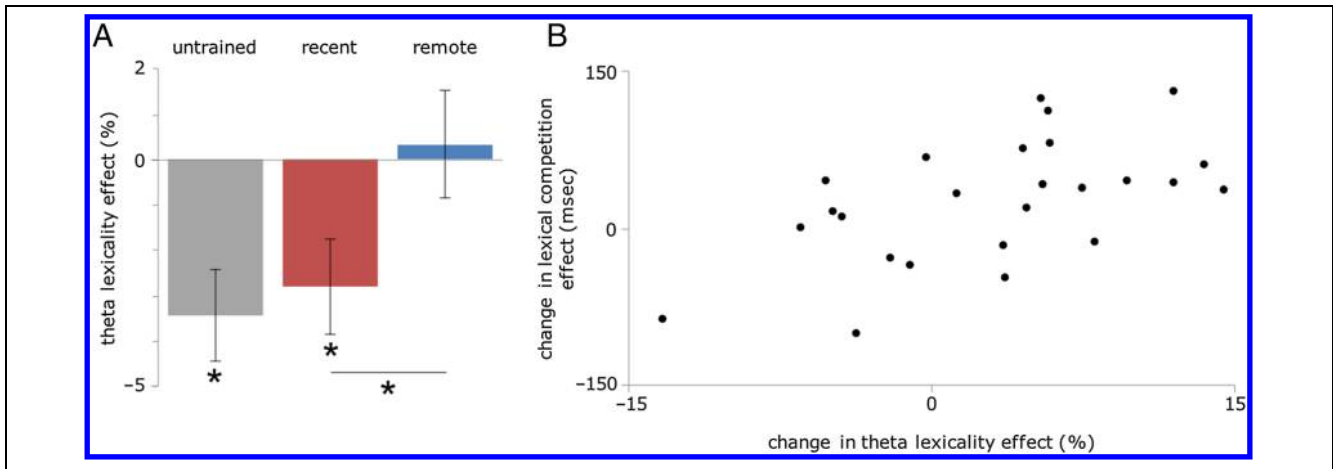 A
untrained recent remote
theta lexicality effect (%)
2
0
−5
*
*
*
B
change in lexical competition
effect (msec)
150
0
−150
−15 0 15
change in theta lexicality effect (%)